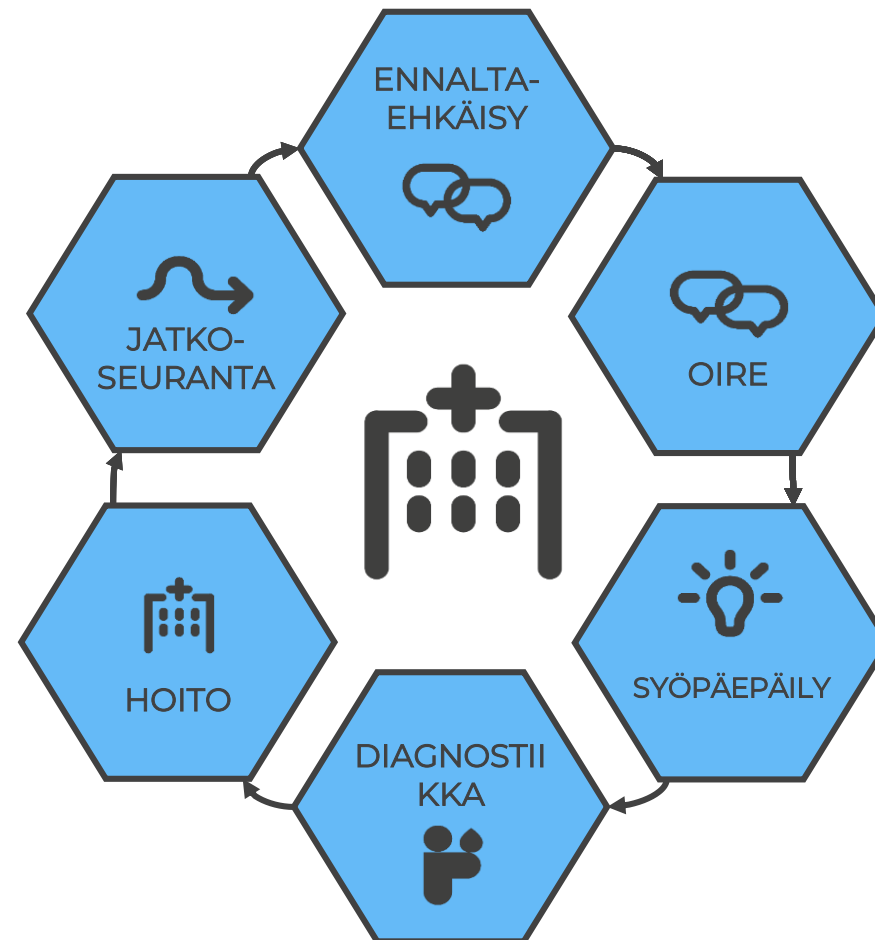 ENNALTA-
EHKÄISY
OIRE
SYÖPÄEPÄILY
DIAGNOSTII
KKA
HOITO
JATKO-
SEURANTA